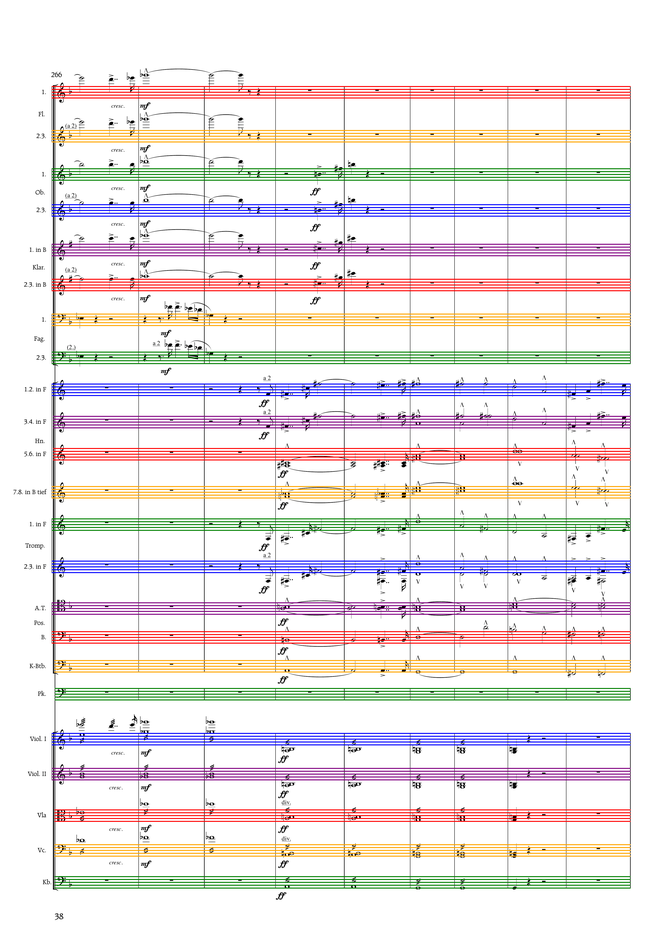 266
1.
cresc.
mf
Fl.
(a 2)
2.3.
cresc.
mf
1.
cresc.
mf
ff
Ob.
(a 2)
2.3.
cresc.
mf
ff
1. in B
cresc.
mf
ff
Klar.
(a 2)
2.3. in B
cresc.
mf
ff
1.
mf
Fag.
(2.)
a 2
2.3.
mf
a 2
1.2. in F
ff
a 2
3.4. in F
ff
Hn.
5.6. in F
ff
7.8. in B tief
ff
1. in F
ff
Tromp.
a 2
2.3. in F
ff
A.T.
ff
Pos.
B.
ff
K-Btb.
ff
Pk.
Viol. I
cresc.
mf
ff
Viol. II
cresc.
mf
ff
div.
Vla
cresc.
mf
ff
div.
Vc.
cresc.
mf
ff
Kb.
ff
38